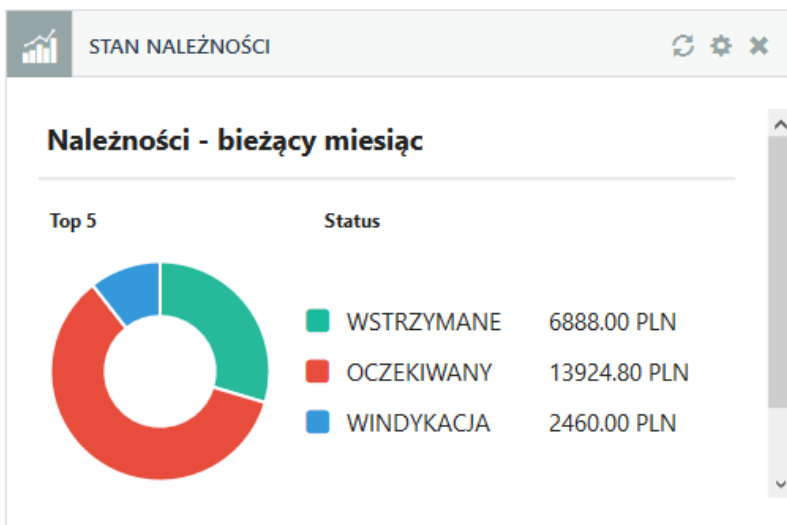 STAN NALEŻNOŚCI
Należności - bieżący miesiąc
Top 5 Status
WSTRZYMANE 6888.00 PLN
OCZEKIWANY 13924.80 PLN
WINDYKACJA 2460.00 PLN